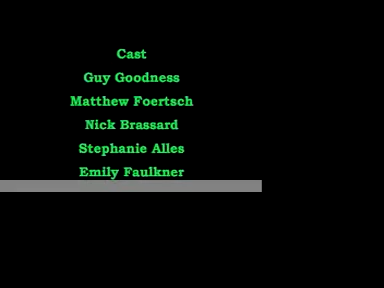 Cast
Guy Goodness
Matthew Foertsch
Nick Brassard
Stephanie Alles
Emily Faulkner